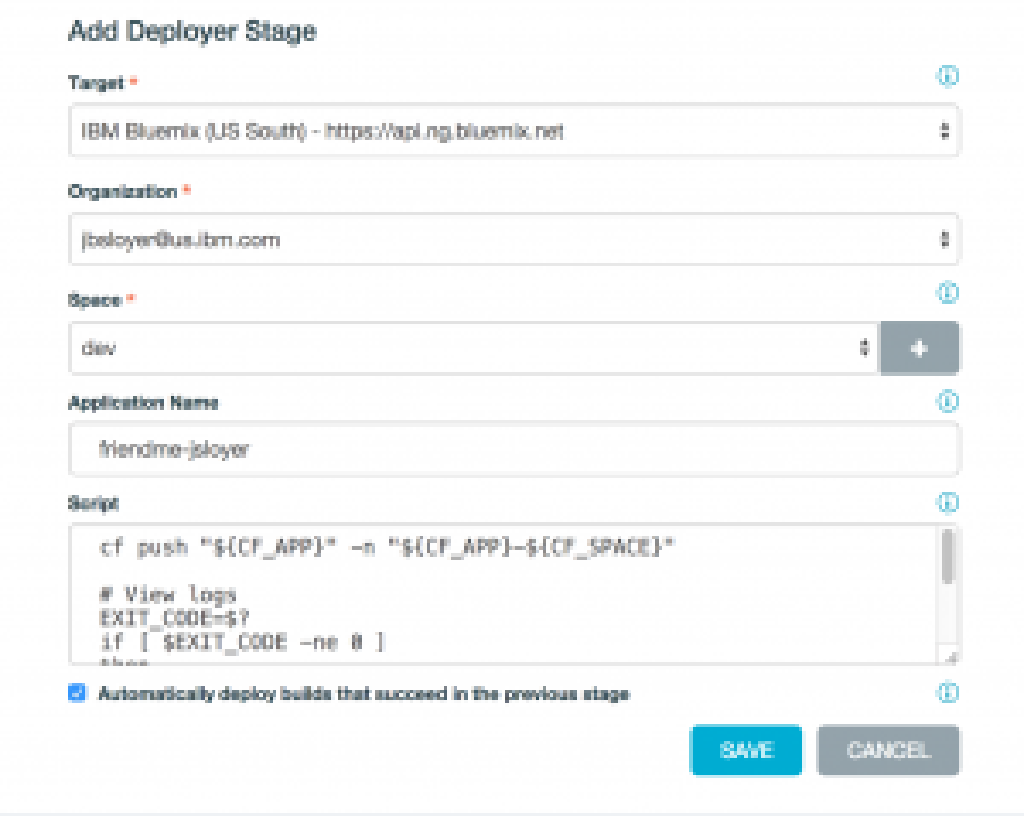 Add Deployer Stage
Target *
IBM Bluemix (US South) - https://api.ng.bluemix.net
Organization *
jbsloyer@us.ibm.com
Space *
dev
+
Application Name
friendme-jsloyer
Script
cf push "${CF_APP}" -n "${CF_APP}-${CF_SPACE}"
# View logs
EXIT_CODE=$?
if [ $EXIT_CODE -ne 0 ]
Automatically deploy builds that succeed in the previous stage
SAVE CANCEL